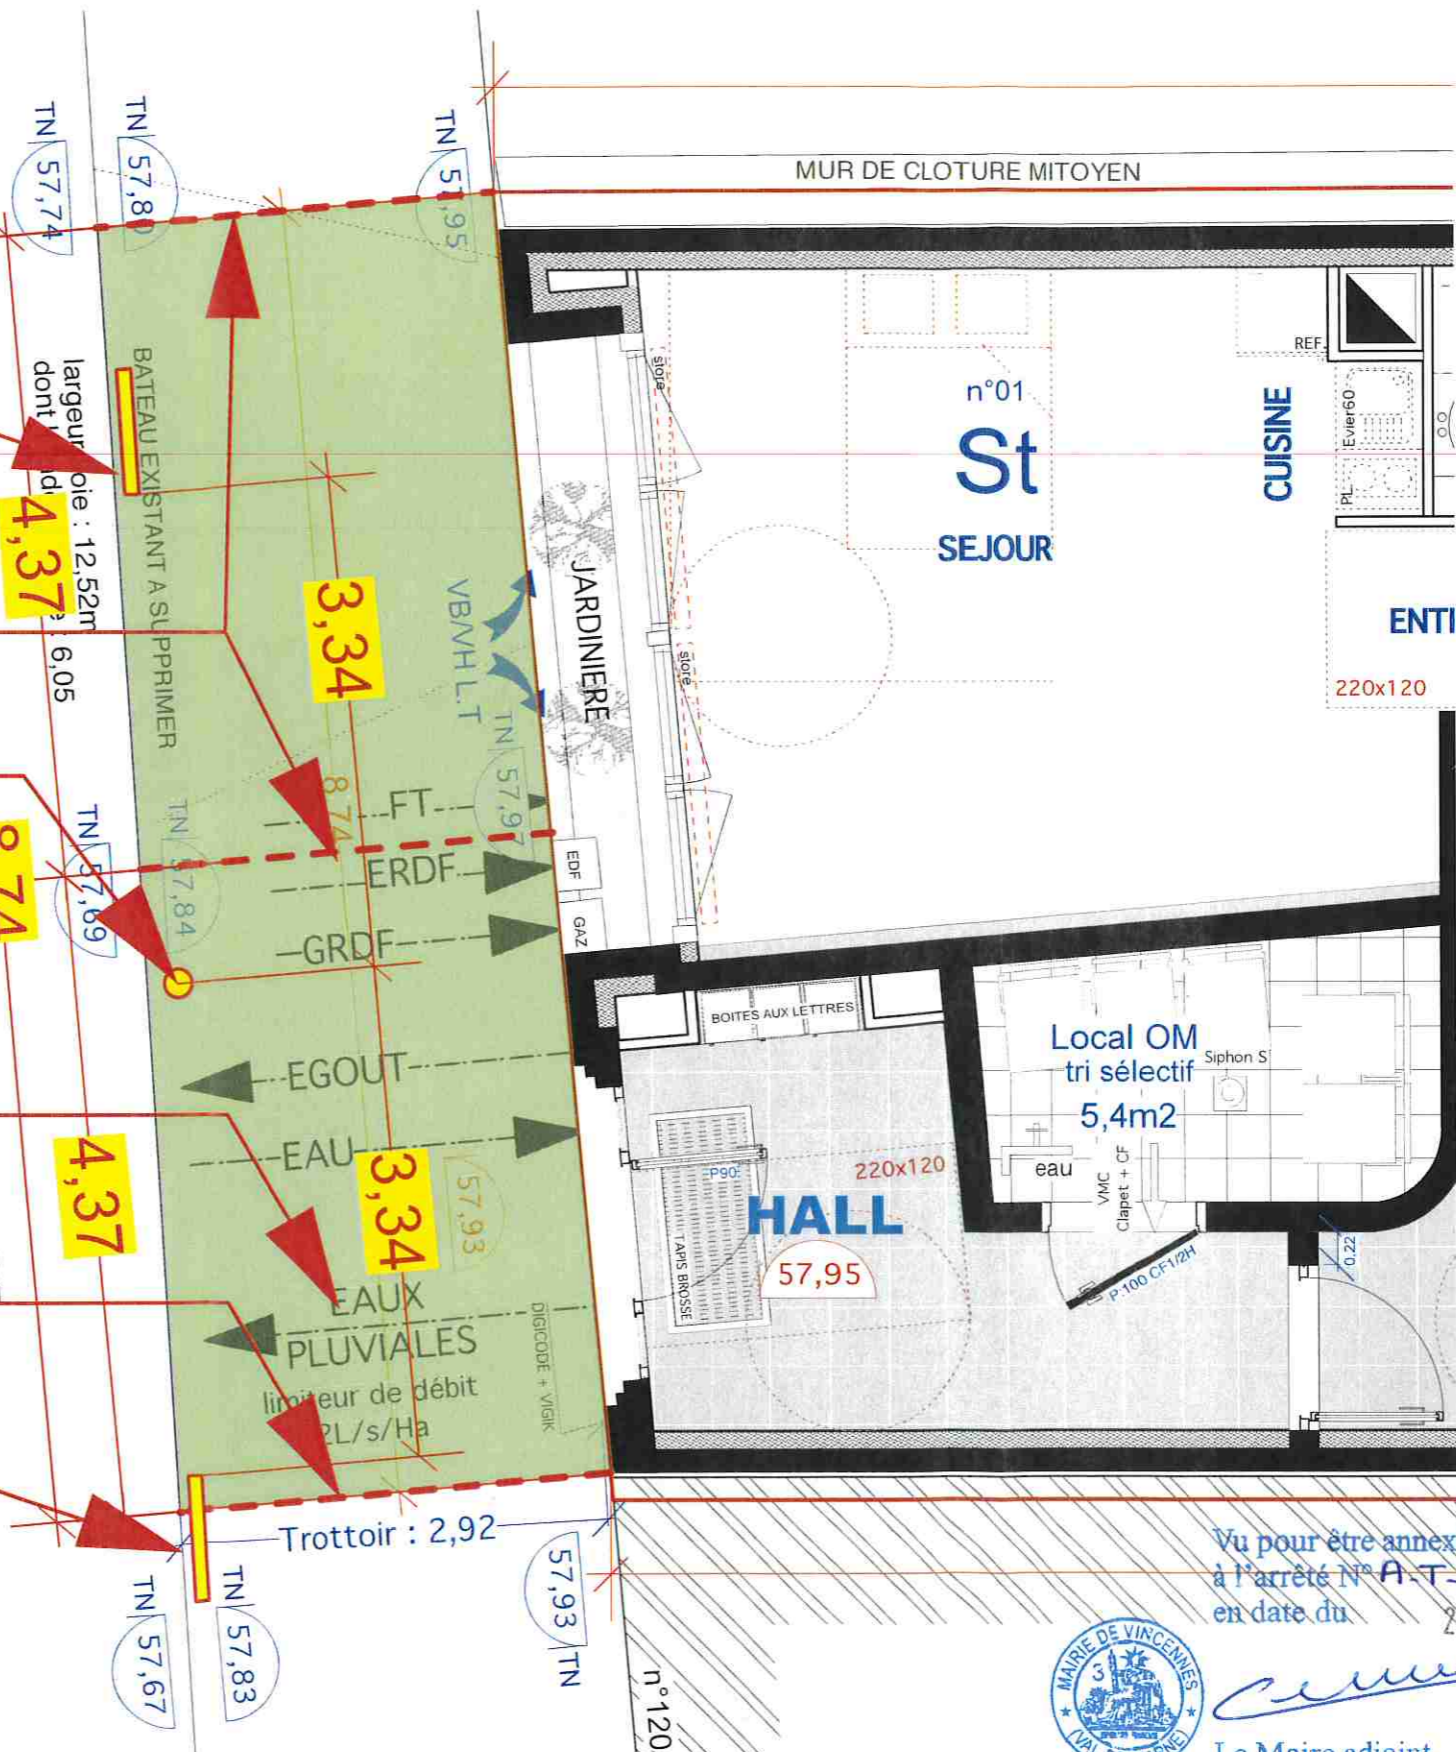 MUR DE CLOTURE MITOYEN
TN 57,74
TN 57,80
TN 57,95
BATEAU EXISTANT A SUPPRIMER
12,52m
dont
6,05
4,37
3,34
8,74
4,37
3,34
8,74
VB/VH L.T
JARDINIERE
store
store
n°01
St
SEJOUR
CUISINE
REF.
Evier60
PL
220x120
TN 57,97
TN 57,84
TN 57,69
FT
ERDF
GRDF
EGOUT
EAU
57,93
EAUX
PLUVIALES
limiteur de débit
2L/s/Ha
DIGICODE + VIGIK
EDF
GAZ
BOITES AUX LETTRES
Local OM
tri sélectif
5,4m2
Siphon S
eau
VMC
Clapet + CF
P90
220x120
HALL
57,95
TAPIS BROSSE
P:100 CF1/2H
0.22
Trottoir : 2,92
57,93 TN
TN 57,83
TN 57,67
n°120
Vu pour être annex
à l'arrêté N° A-T-
en date du
MAIRIE DE VINCENNES
Le Maire adjoint